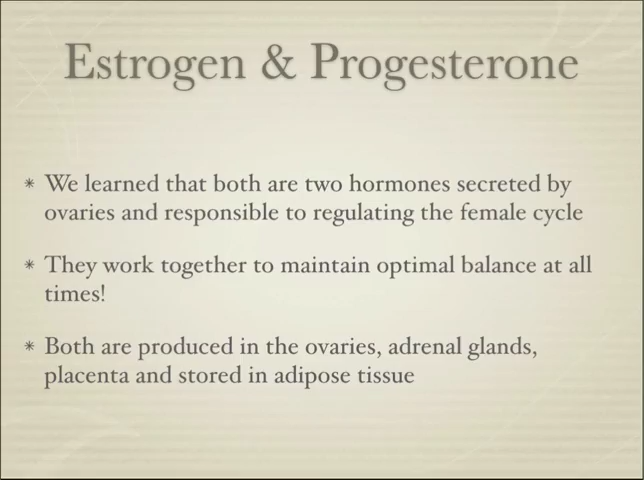 Estrogen & Progesterone
* We learned that both are two hormones secreted by
ovaries and responsible to regulating the female cycle
* They work together to maintain optimal balance at all
times!
* Both are produced in the ovaries, adrenal glands,
placenta and stored in adipose tissue